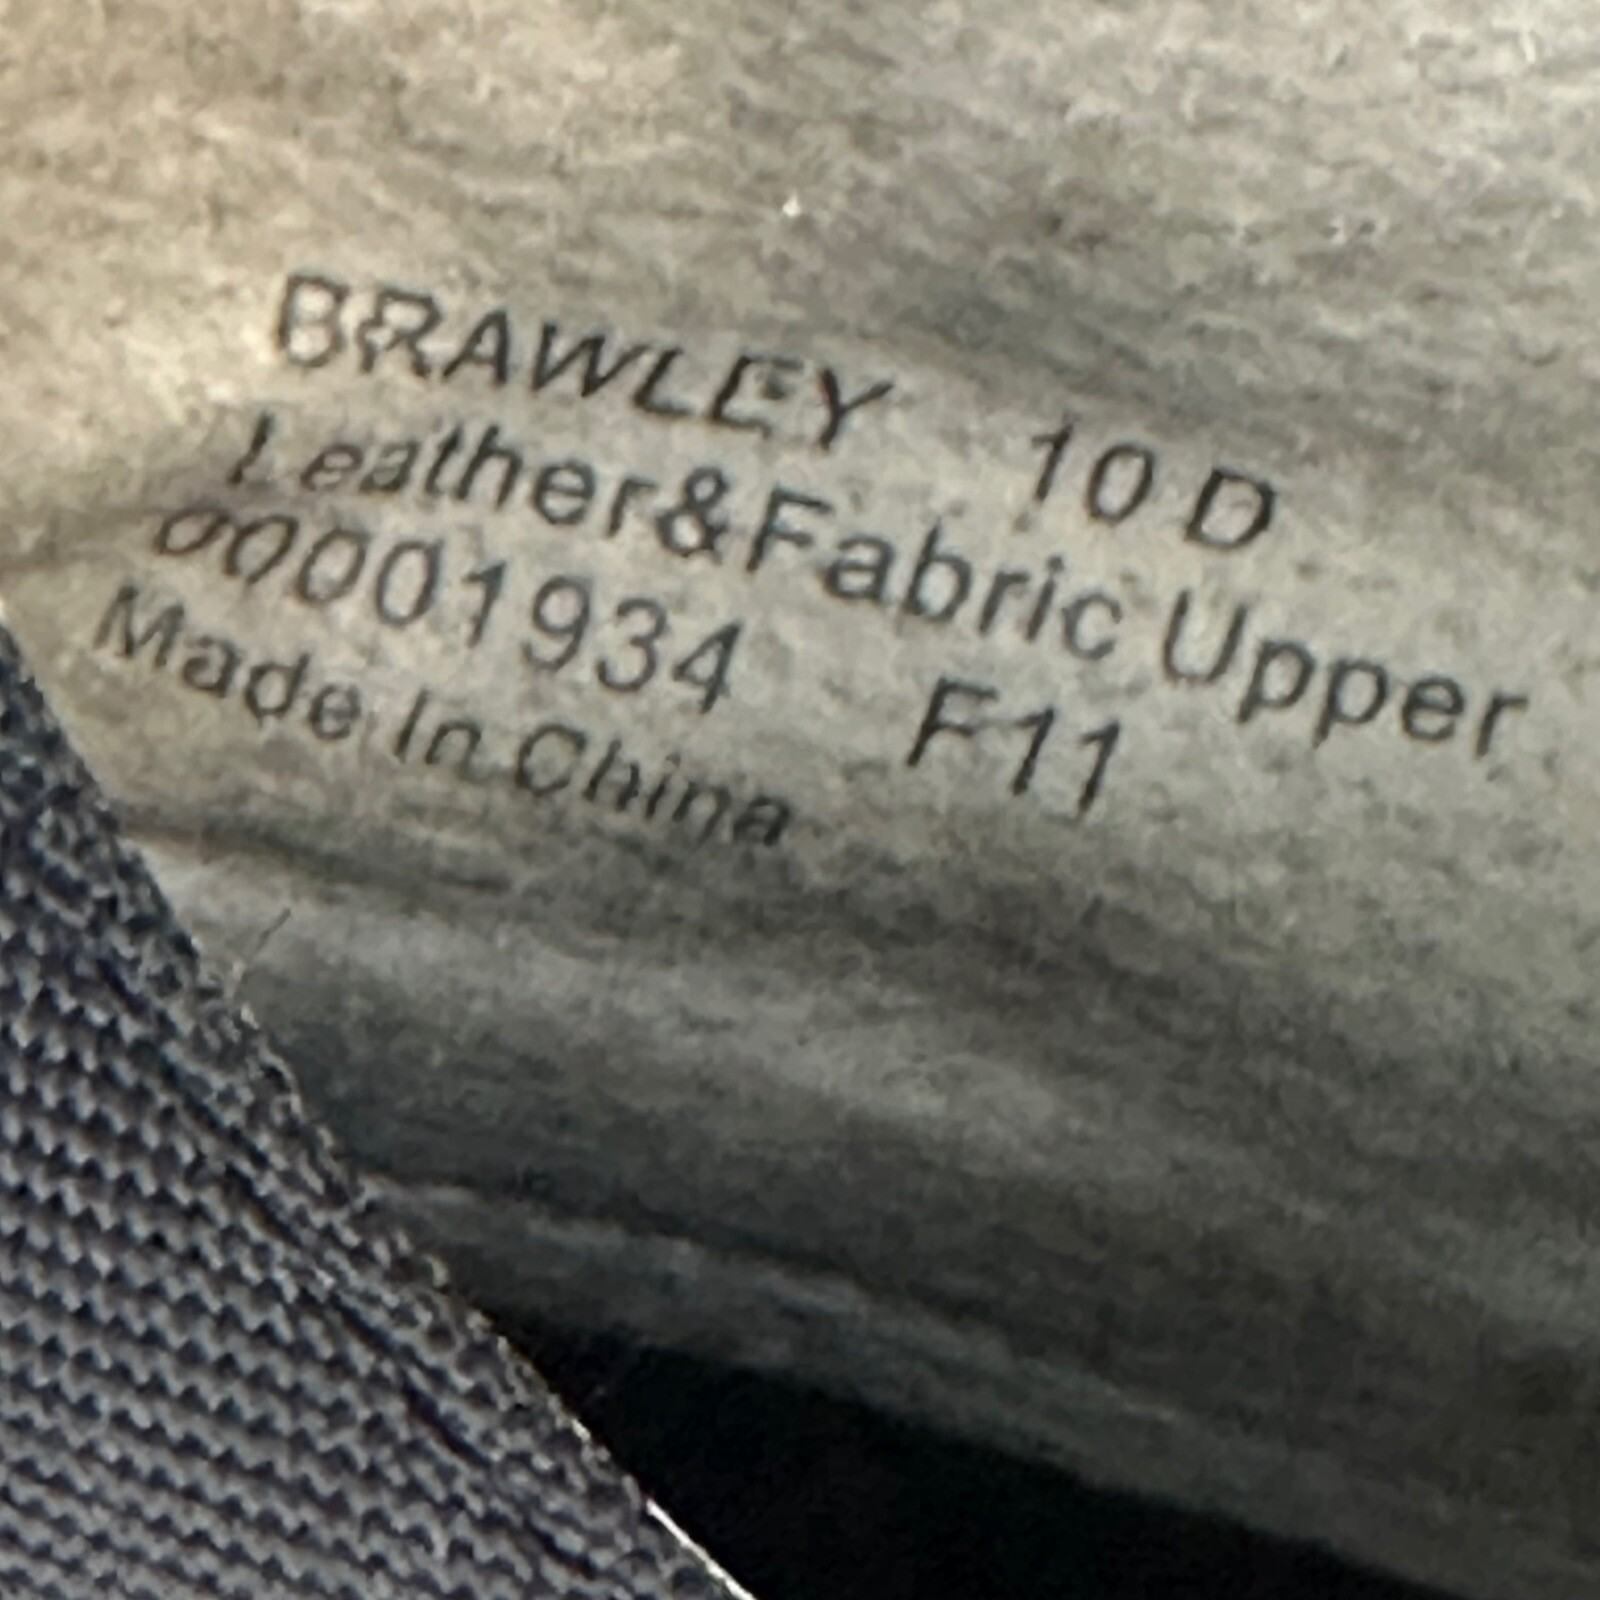 BRAWLEY 10 D
Leather&Fabric Upper
00001934 F11
Made In China